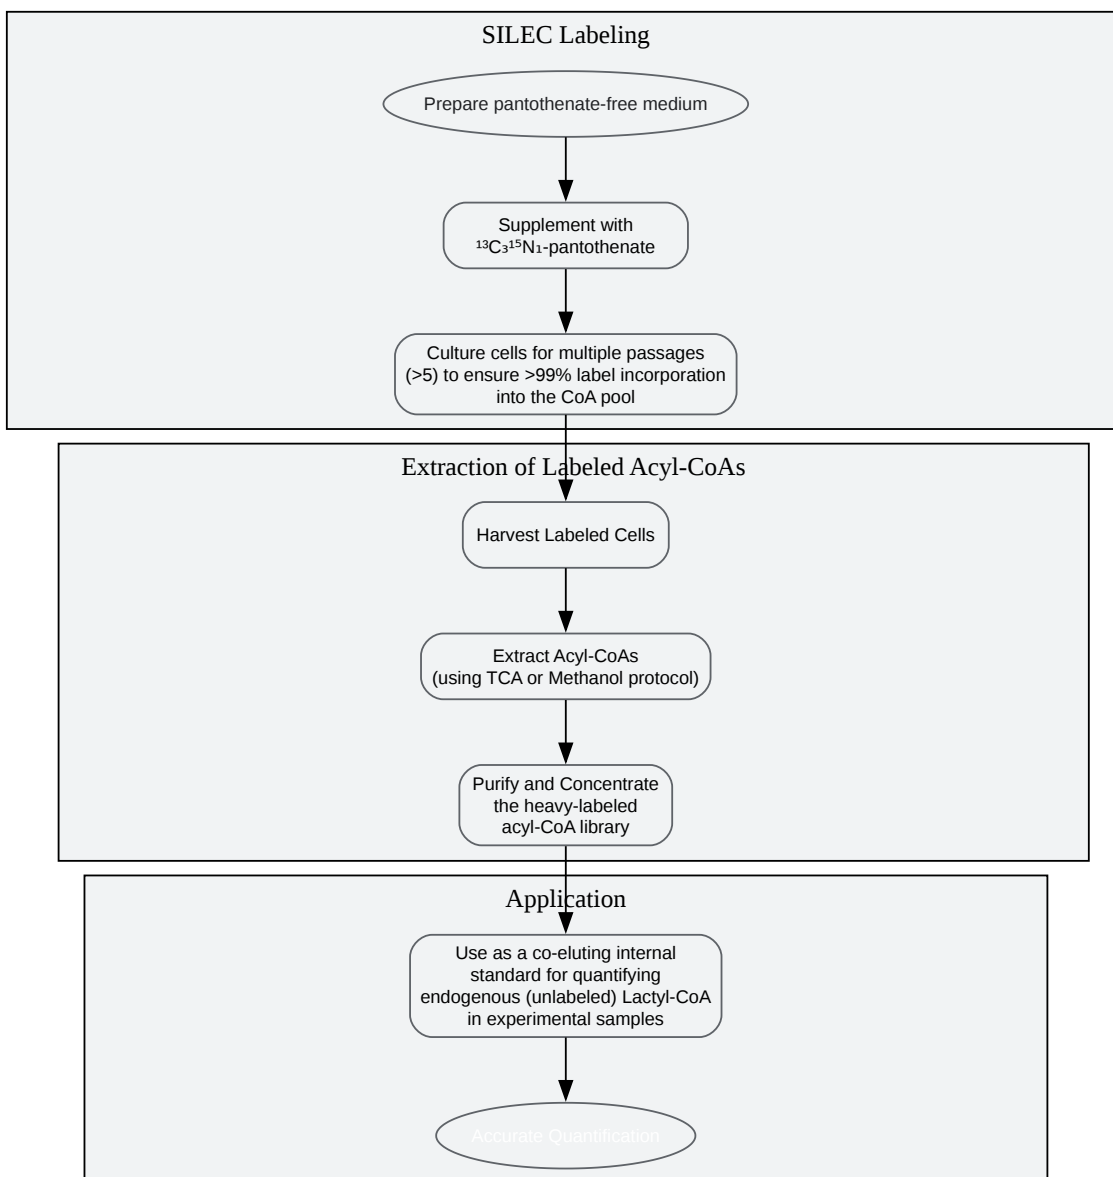 SILEC Labeling
Prepare pantothenate-free medium
Supplement with
¹³C₃¹⁵N₁-pantothenate
Culture cells for multiple passages
(>5) to ensure >99% label incorporation
into the CoA pool
Extraction of Labeled Acyl-CoAs
Harvest Labeled Cells
Extract Acyl-CoAs
(using TCA or Methanol protocol)
Purify and Concentrate
the heavy-labeled
acyl-CoA library
Application
Use as a co-eluting internal
standard for quantifying
endogenous (unlabeled) Lactyl-CoA
in experimental samples
Accurate Quantification